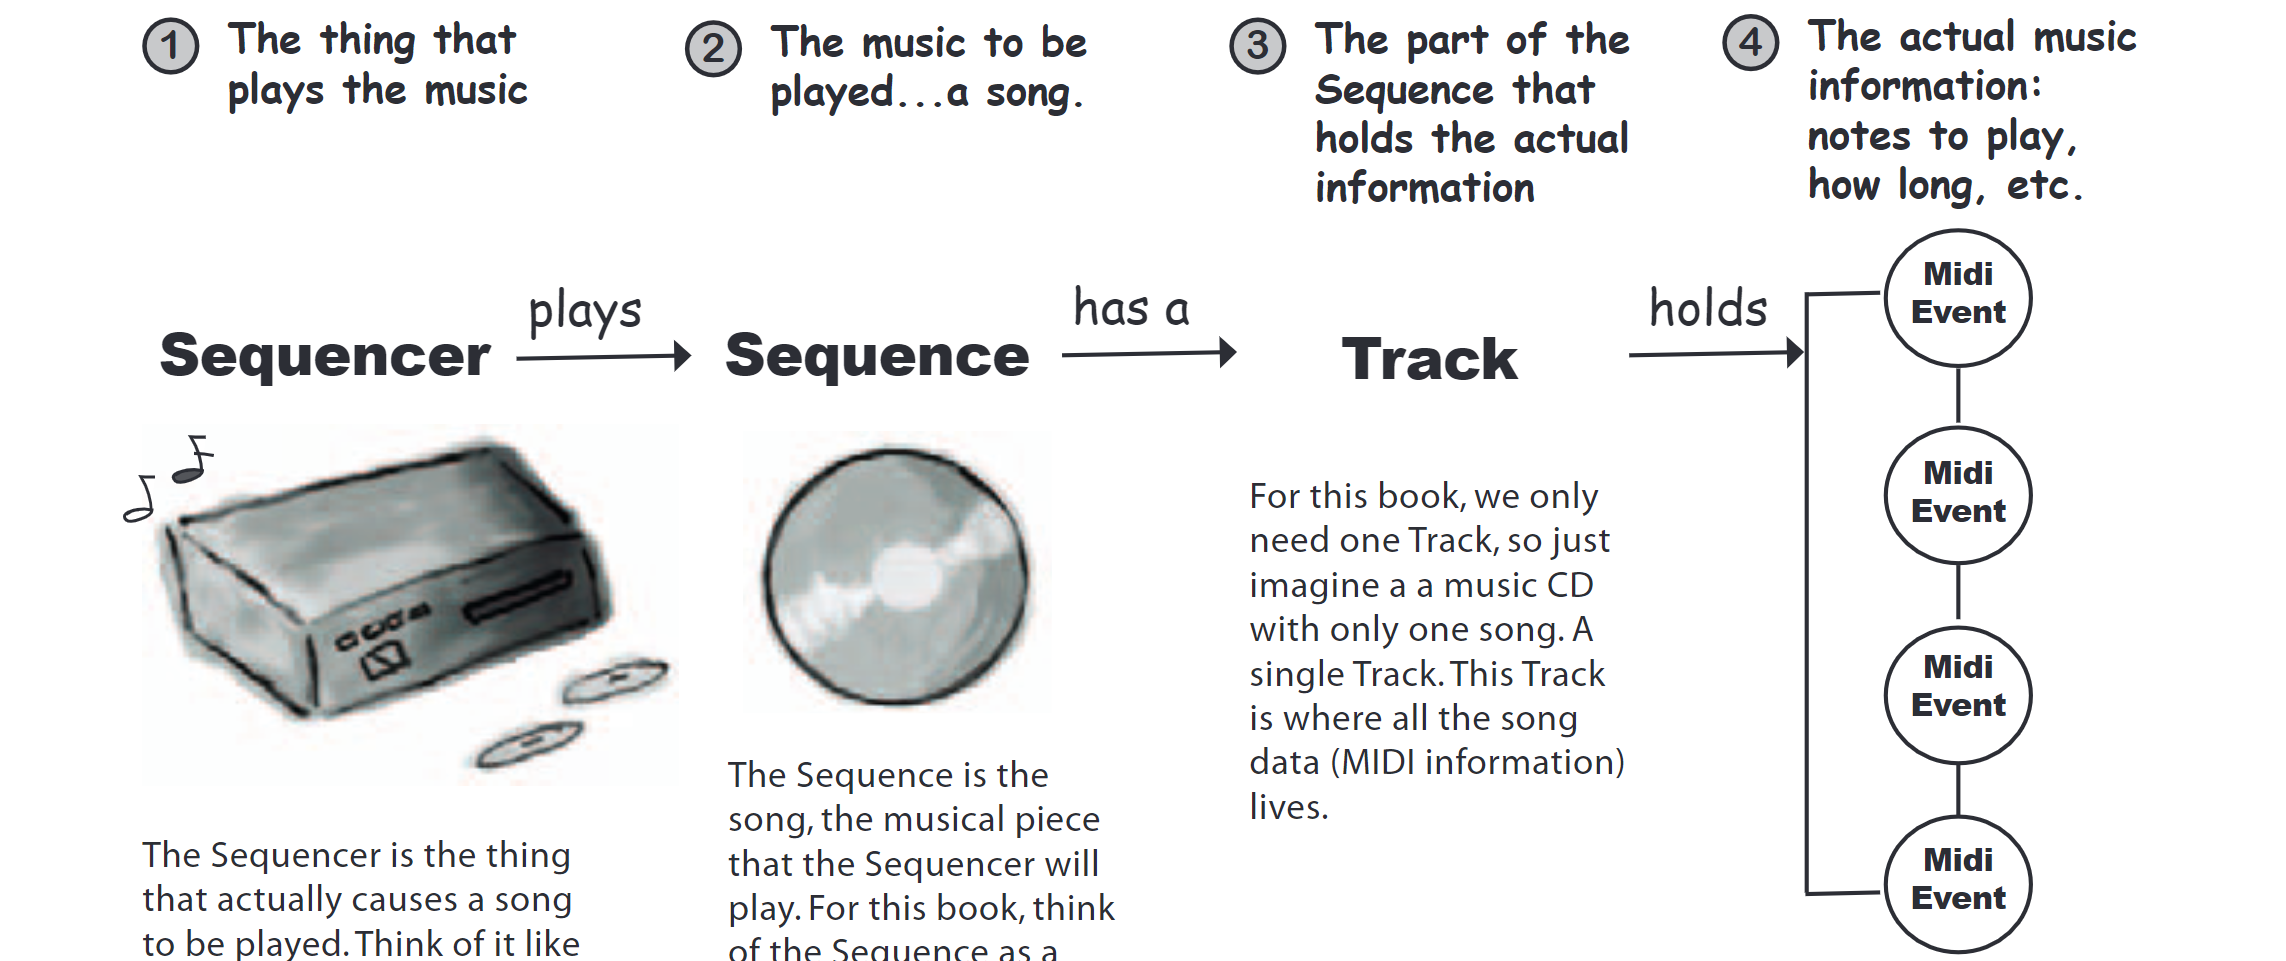 1 The thing that
plays the music
2 The music to be
played...a song.
3 The part of the
Sequence that
holds the actual
information
4 The actual music
information:
notes to play,
how long, etc.
Sequencer
plays
Sequence
has a
Track
holds
Midi
Event
Midi
Event
Midi
Event
Midi
Event
The Sequencer is the thing
that actually causes a song
to be played. Think of it like
The Sequence is the
song, the musical piece
that the Sequencer will
play. For this book, think
of the Sequence as a
For this book, we only
need one Track, so just
imagine a a music CD
with only one song. A
single Track. This Track
is where all the song
data (MIDI information)
lives.